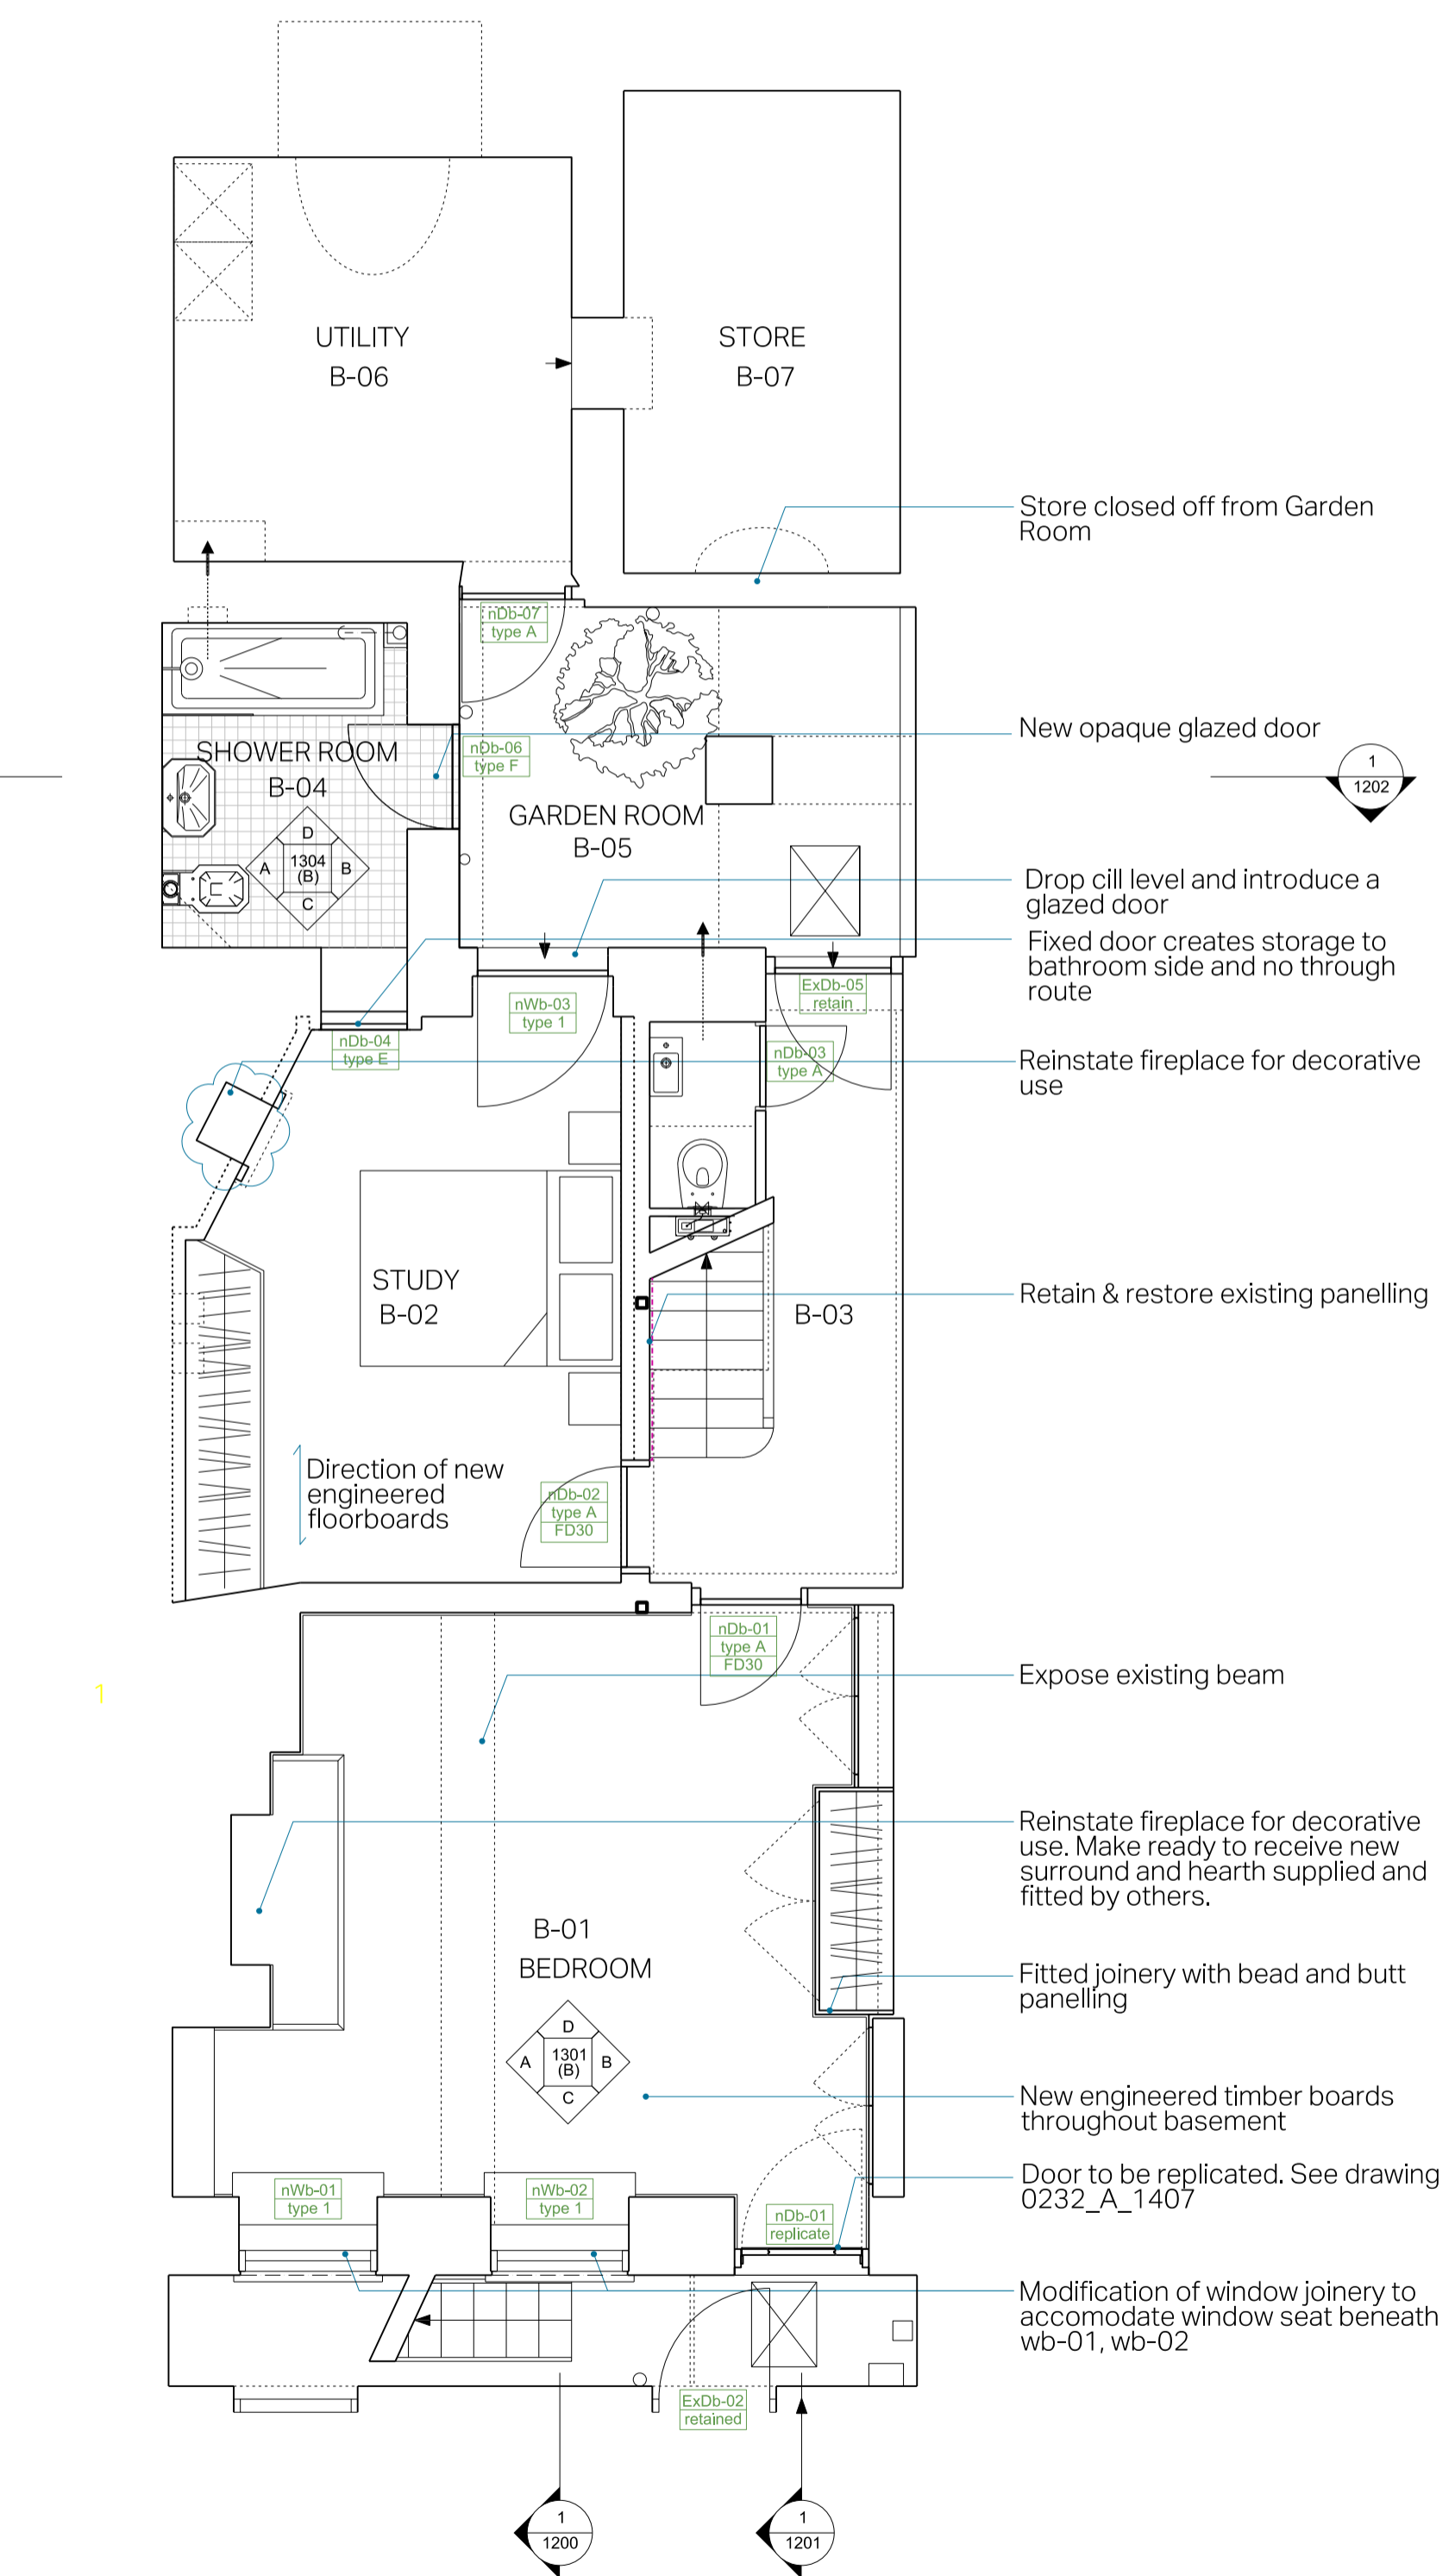 UTILITY
B-06
STORE
B-07
Store closed off from Garden
Room
nDb-07
type A
New opaque glazed door
SHOWER ROOM
B-04
nDb-06
type F
1
1202
GARDEN ROOM
B-05
D
A
1304
(B)
B
C
Drop cill level and introduce a
glazed door
Fixed door creates storage to
bathroom side and no through
route
nWb-03
type 1
ExDb-05
retain
nDb-04
type E
nDb-03
type A
Reinstate fireplace for decorative
use
STUDY
B-02
B-03
Retain & restore existing panelling
Direction of new
engineered
floorboards
nDb-02
type A
FD30
nDb-01
type A
FD30
Expose existing beam
1
Reinstate fireplace for decorative
use. Make ready to receive new
surround and hearth supplied and
fitted by others.
B-01
BEDROOM
Fitted joinery with bead and butt
panelling
D
A
1301
(B)
B
C
New engineered timber boards
throughout basement
Door to be replicated. See drawing
0232_A_1407
nWb-01
type 1
nWb-02
type 1
nDb-01
replicate
Modification of window joinery to
accomodate window seat beneath
wb-01, wb-02
ExDb-02
retained
1
1200
1
1201